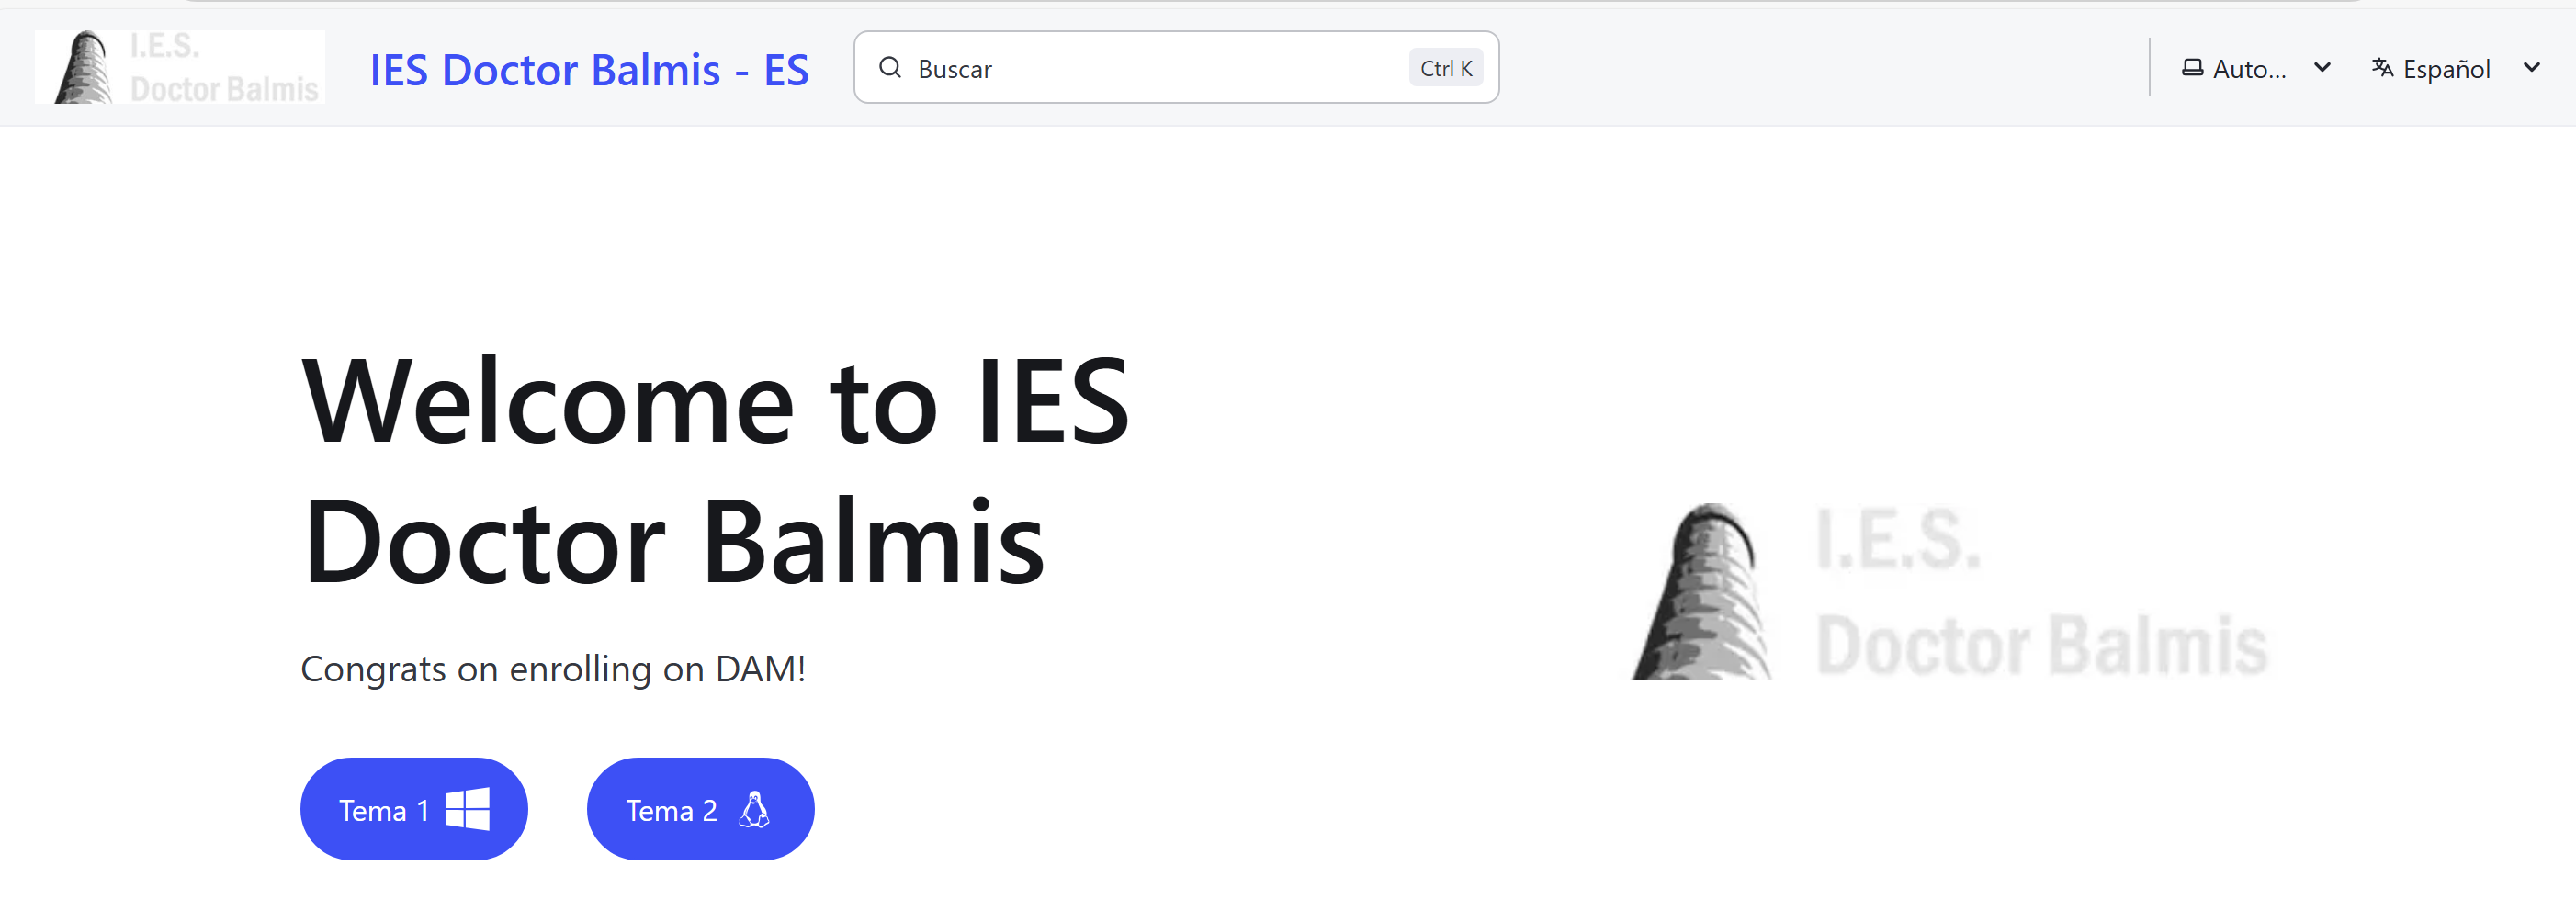 I.E.S.
Doctor Balmis
IES Doctor Balmis - ES
Buscar
Ctrl K
Auto...
Español
Welcome to IES
Doctor Balmis
Congrats on enrolling on DAM!
Tema 1
Tema 2
I.E.S.
Doctor Balmis